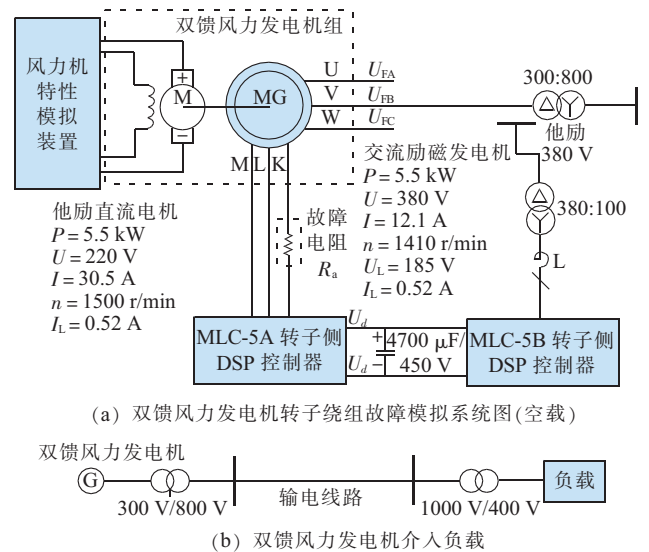 双馈风力发电机组
风力机
特性
模拟
装置
+
M
−
MG
U
V
W
U_FA
U_FB
U_FC
300:800
他励
380 V
M L K
故障
电阻
R_a
交流励磁发电机
P = 5.5 kW
U = 380 V
I = 12.1 A
n = 1410 r/min
U_L = 185 V
I_L = 0.52 A
380:100
L
他励直流电机
P = 5.5 kW
U = 220 V
I = 30.5 A
n = 1500 r/min
I_L = 0.52 A
MLC-5A 转子侧
DSP 控制器
U_d
+
4700 μF/
U_d
−
450 V
MLC-5B 转子侧
DSP 控制器
(a) 双馈风力发电机转子绕组故障模拟系统图(空载)
双馈风力发电机
G
300 V/800 V
输电线路
1000 V/400 V
负载
(b) 双馈风力发电机介入负载